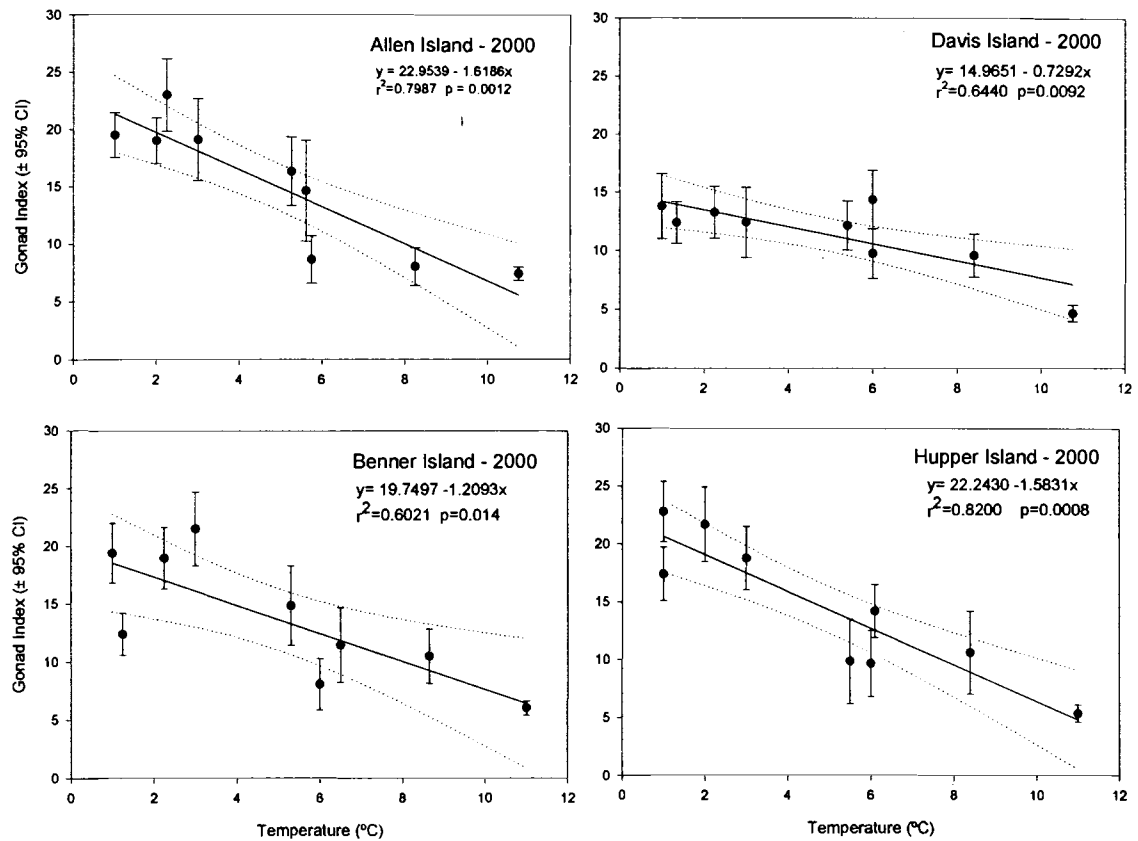 30
25
20
15
10
5
0
Gonad Index (± 95% CI)
Allen Island - 2000
y = 22.9539 - 1.6186x
r²=0.7987 p = 0.0012
0 2 4 6 8 10 12
30
25
20
15
10
5
0
Davis Island - 2000
y= 14.9651 - 0.7292x
r²=0.6440 p=0.0092
0 2 4 6 8 10 12
30
25
20
15
10
5
0
Gonad Index (± 95% CI)
Benner Island - 2000
y= 19.7497 -1.2093x
r²=0.6021 p=0.014
0 2 4 6 8 10 12
Temperature (ºC)
30
25
20
15
10
5
0
Hupper Island - 2000
y= 22.2430 -1.5831x
r²=0.8200 p=0.0008
0 2 4 6 8 10 12
Temperature (ºC)